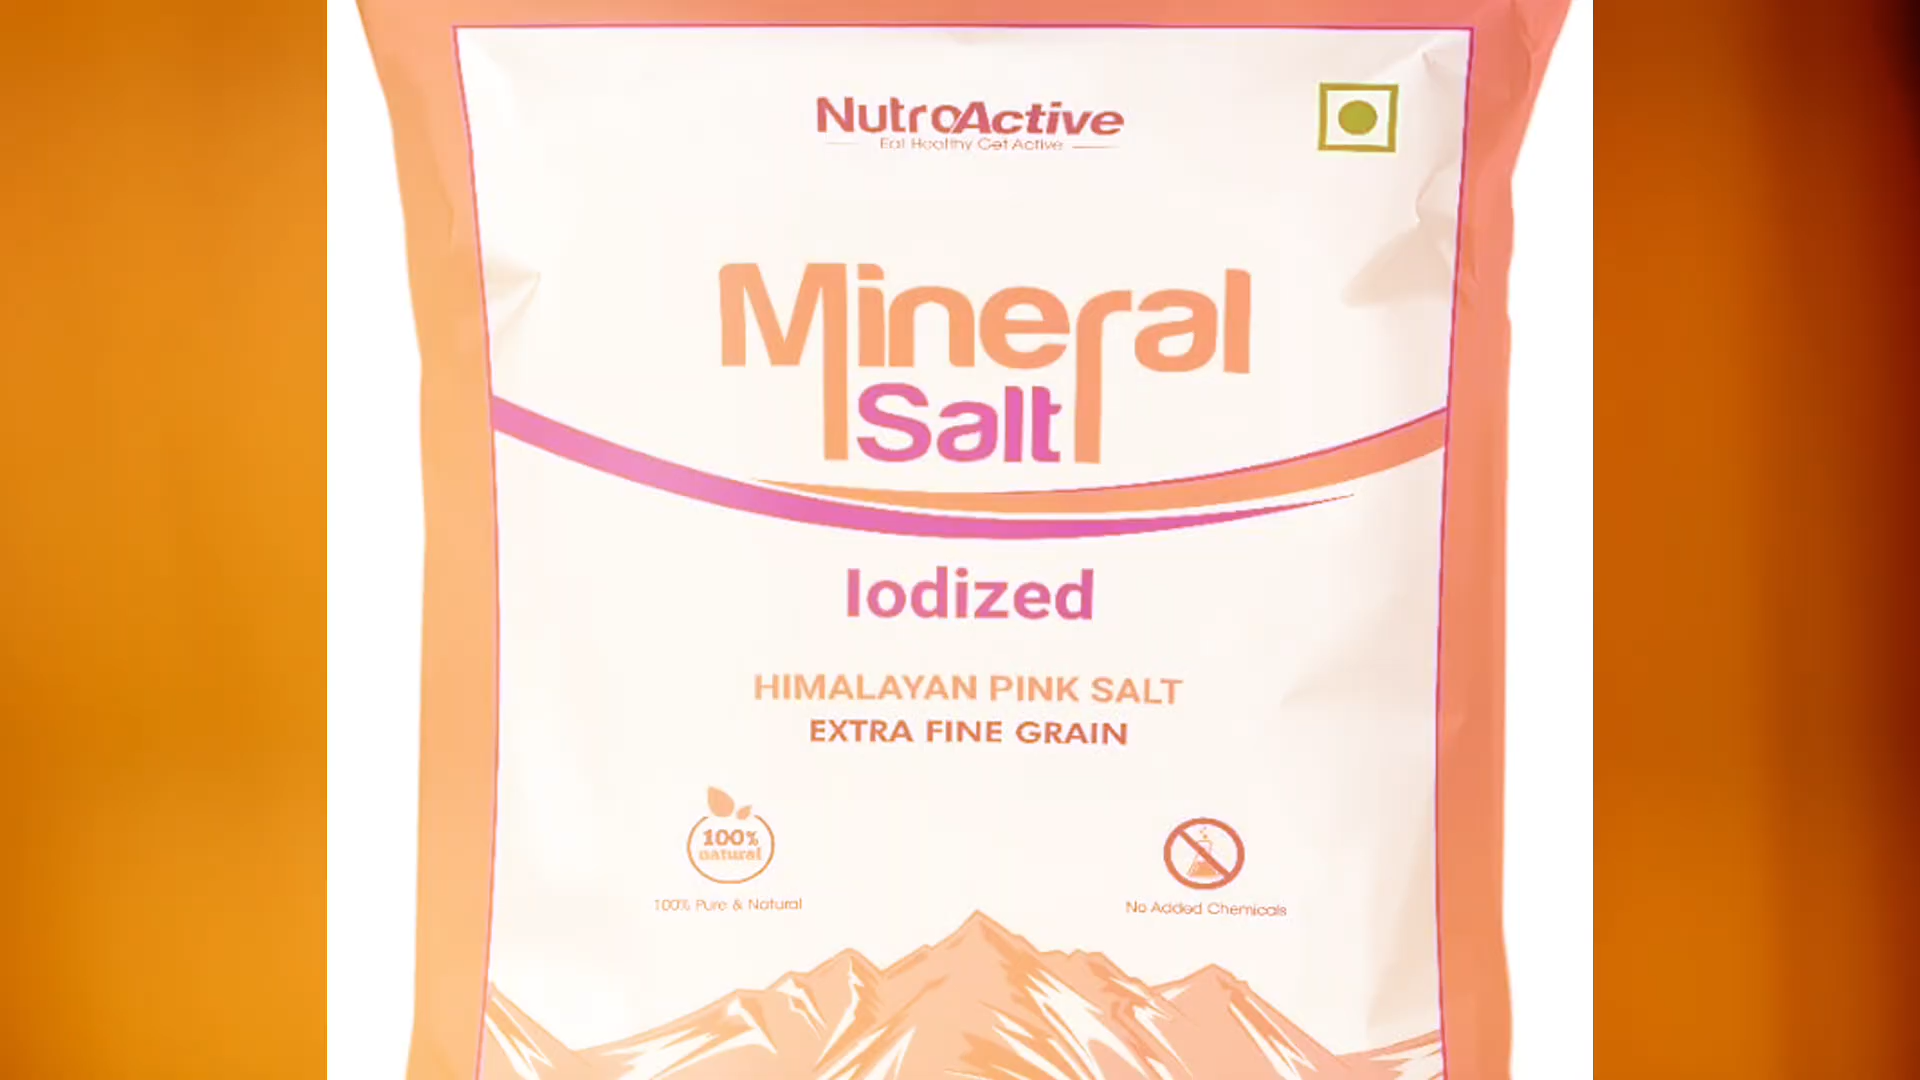 NutroActive
Eat Healthy Get Active
Mineral
Salt
Iodized
HIMALAYAN PINK SALT
EXTRA FINE GRAIN
100%
natural
100% Pure & Natural
No Added Chemicals